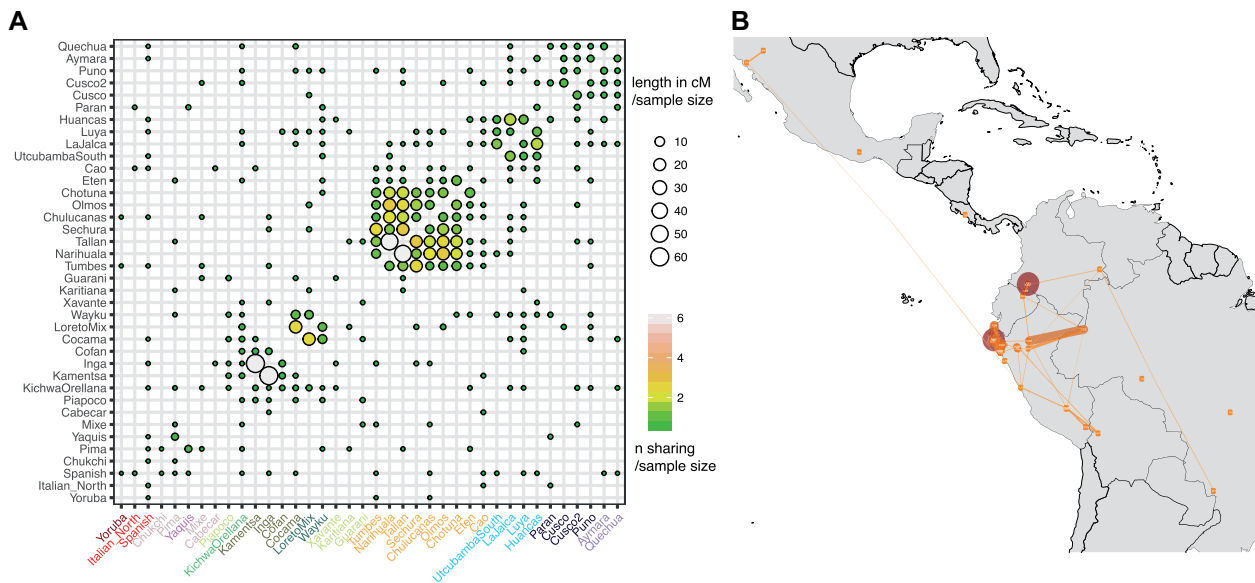 A
B
Quechua
Aymara
Puno
Cusco2
Cusco
Paran
Huancas
Luya
LaJalca
UtcubambaSouth
Cao
Eten
Chotuna
Olmos
Chulucanas
Sechura
Tallan
Narihuala
Tumbes
Guarani
Karitiana
Xavante
Wayku
LoretoMix
Cocama
Cofan
Inga
Kamentsa
KichwaOrellana
Piapoco
Cabecar
Mixe
Yaquis
Pima
Chukchi
Spanish
Italian_North
Yoruba
Yoruba
Italian_North
Spanish
Chukchi
Pima
Yaquis
Mixe
Cabecar
Piapoco
KichwaOrellana
Kamentsa
Inga
Cofan
Cocama
LoretoMix
Wayku
Xavante
Karitiana
Guarani
Tumbes
Narihuala
Tallan
Sechura
Chulucanas
Olmos
Chotuna
Eten
Cao
UtcubambaSouth
LaJalca
Luya
Huancas
Paran
Cusco
Cusco2
Puno
Aymara
Quechua
length in cM
/sample size
10
20
30
40
50
60
6
4
2
n sharing
/sample size